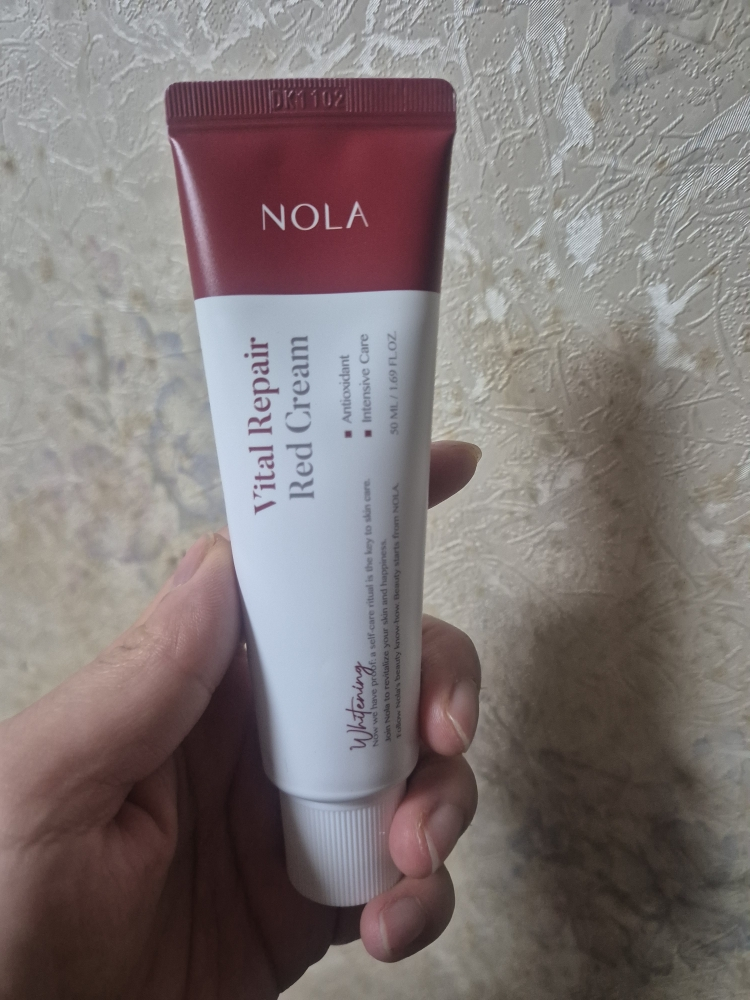 DK1102
NOLA
Vital Repair
Red Cream
Antioxidant
Intensive Care
50 ML / 1.69 FL.OZ
Whitening
Now we have proof: a self-care ritual is the key to skin care.
Join Nola to revitalize your skin and happiness.
Follow Nola's beauty know-how. Beauty starts from NOLA.